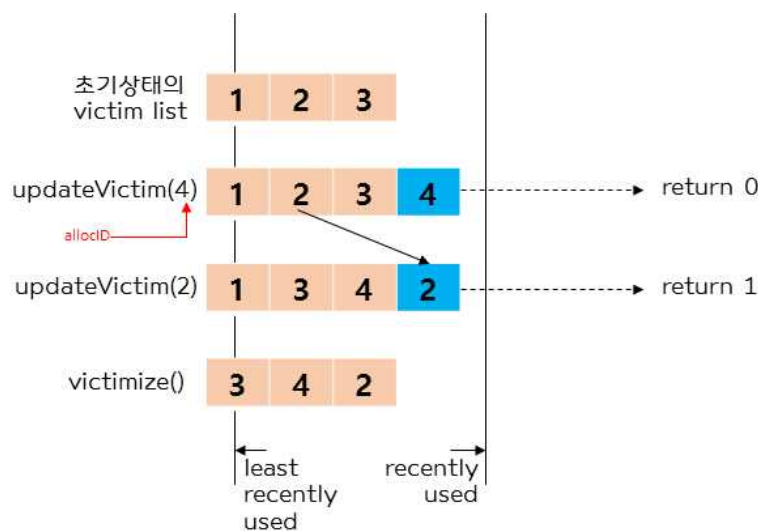 초기상태의
victim list
1 2 3
updateVictim(4)
1 2 3 4
return 0
allocID
updateVictim(2)
1 3 4 2
return 1
victimize()
3 4 2
least
recently
used
recently
used